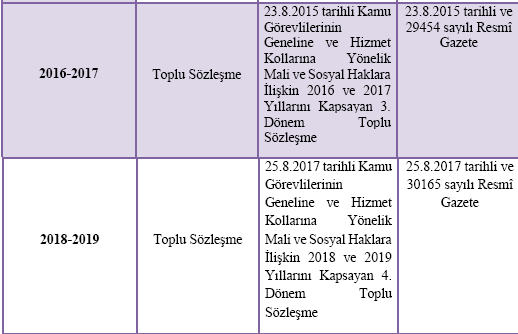 2016-2017
Toplu Sözleşme
23.8.2015 tarihli Kamu
Görevlilerinin
Geneline ve Hizmet
Kollarına Yönelik
Mali ve Sosyal Haklara
İlişkin 2016 ve 2017
Yıllarını Kapsayan 3.
Dönem Toplu
Sözleşme
23.8.2015 tarihli ve
29454 sayılı Resmî
Gazete
2018-2019
Toplu Sözleşme
25.8.2017 tarihli Kamu
Görevlilerinin
Geneline ve Hizmet
Kollarına Yönelik
Mali ve Sosyal Haklara
İlişkin 2018 ve 2019
Yıllarını Kapsayan 4.
Dönem Toplu
Sözleşme
25.8.2017 tarihli ve
30165 sayılı Resmî
Gazete